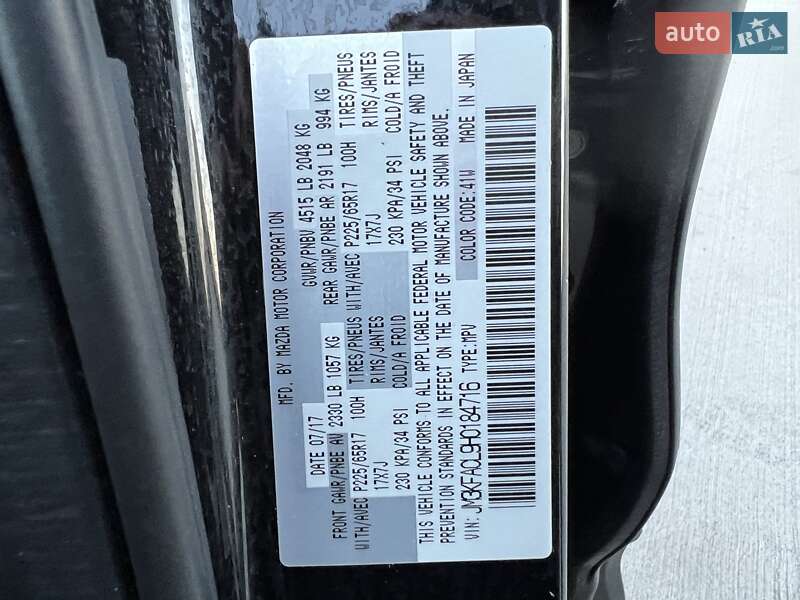 auto RIA.com
MFD. BY MAZDA MOTOR CORPORATION
DATE 07/17 GVWR/PNBV 4515 LB 2048 KG
FRONT GAWR/PNBE AV 2330 LB 1057 KG REAR GAWR/PNBE AR 2191 LB 994 KG
WITH/AVEC P225/65R17 100H TIRES/PNEUS WITH/AVEC P225/65R17 100H TIRES/PNEUS
17X7J RIMS/JANTES 17X7J RIMS/JANTES
230 KPA/34 PSI COLD/A FROID 230 KPA/34 PSI COLD/A FROID
THIS VEHICLE CONFORMS TO ALL APPLICABLE FEDERAL MOTOR VEHICLE SAFETY AND THEFT
PREVENTION STANDARDS IN EFFECT ON THE DATE OF MANUFACTURE SHOWN ABOVE.
VIN: JM3KFACL9H0184716 TYPE:MPV COLOR CODE:41W MADE IN JAPAN